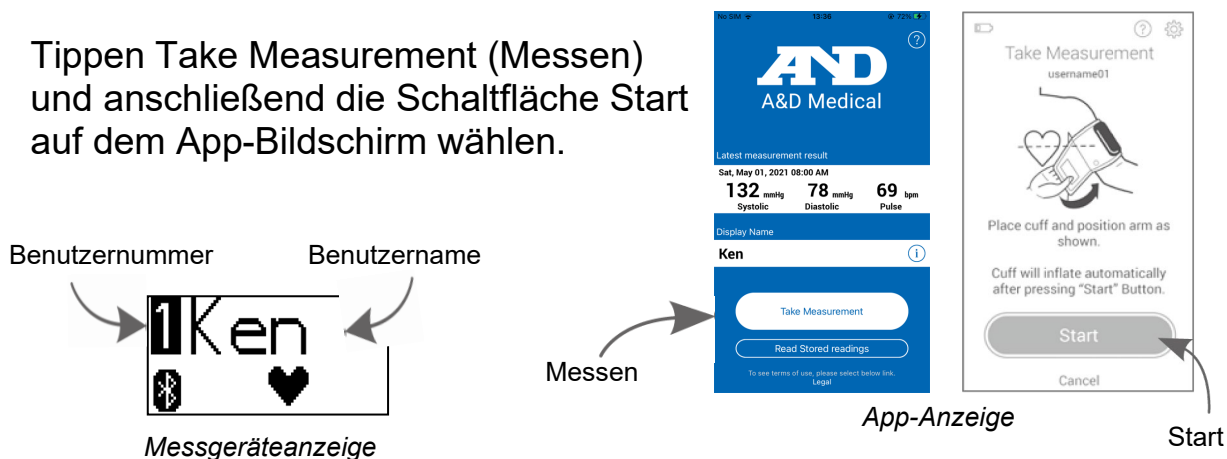 Tippen Take Measurement (Messen)
und anschließend die Schaltfläche Start
auf dem App-Bildschirm wählen.
Benutzernummer
Benutzername
1Ken
Messgeräteanzeige
Messen
No SIM
13:36
72%
?
AND
A&D Medical
Latest measurement result
Sat, May 01, 2021 08:00 AM
132 mmHg 78 mmHg 69 bpm
Systolic Diastolic Pulse
Display Name
Ken
i
Take Measurement
Read Stored readings
To see terms of use, please select below link.
Legal
?
Take Measurement
username01
Place cuff and position arm as
shown.
Cuff will inflate automatically
after pressing “Start” Button.
Start
Cancel
App-Anzeige
Start